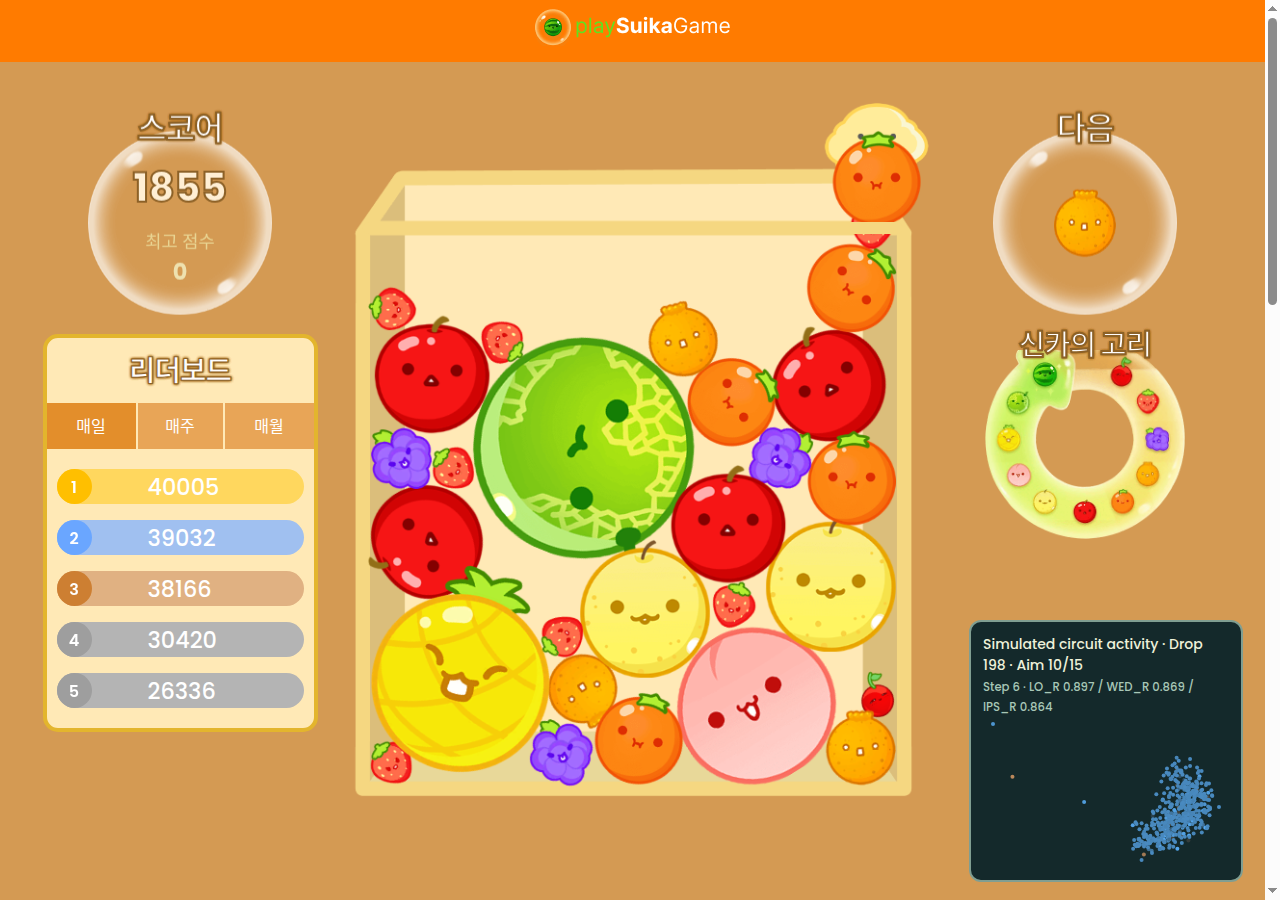 playSuikaGame
스코어
1855
최고 점수
0
리더보드
매일
매주
매월
1
40005
2
39032
3
38166
4
30420
5
26336
다음
신카의 고리
Simulated circuit activity · Drop
198 · Aim 10/15
Step 6 · LO_R 0.897 / WED_R 0.869 /
IPS_R 0.864